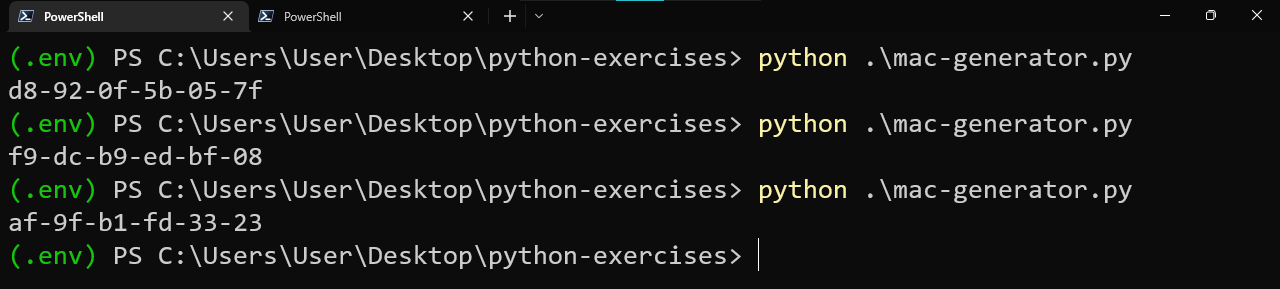 PowerShell PowerShell
(.env) PS C:\Users\User\Desktop\python-exercises> python .\mac-generator.py
d8-92-0f-5b-05-7f
(.env) PS C:\Users\User\Desktop\python-exercises> python .\mac-generator.py
f9-dc-b9-ed-bf-08
(.env) PS C:\Users\User\Desktop\python-exercises> python .\mac-generator.py
af-9f-b1-fd-33-23
(.env) PS C:\Users\User\Desktop\python-exercises>